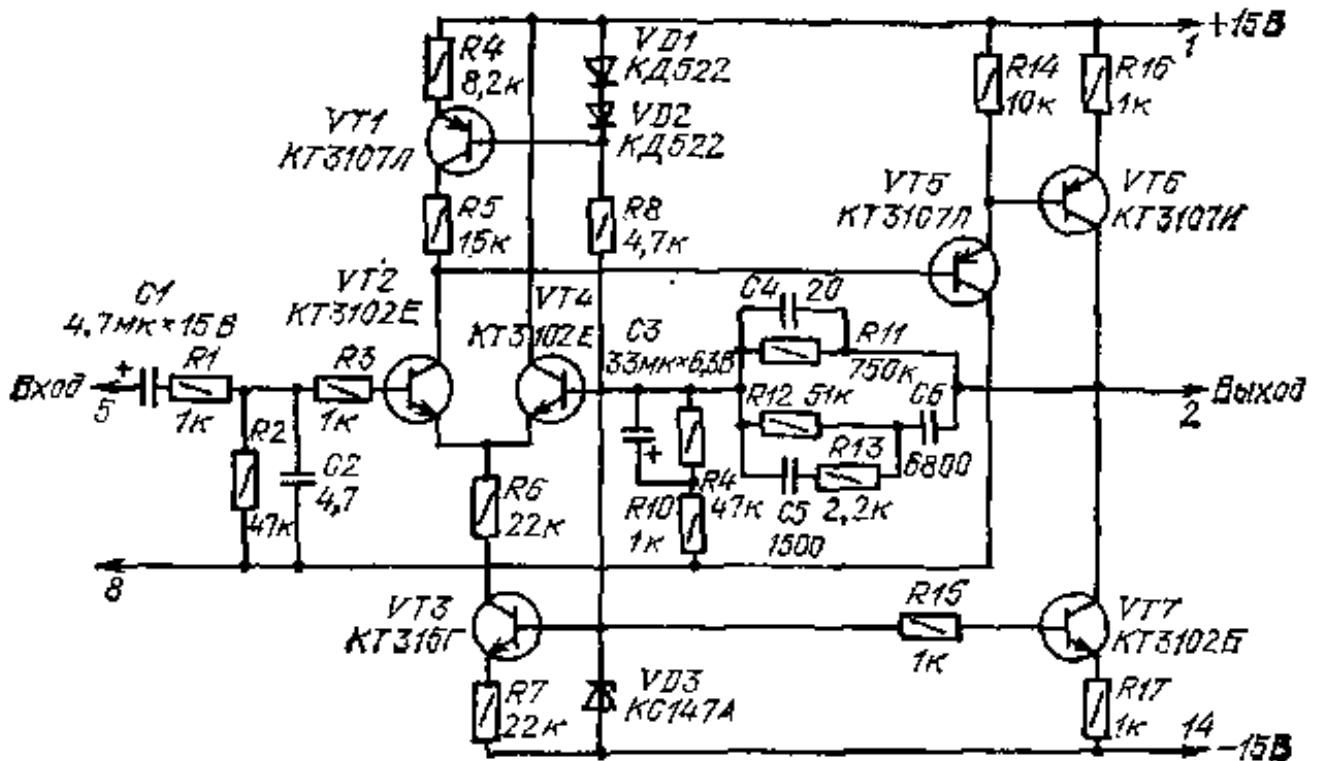 R4
8,2к
VD1
КД522
VD2
КД522
1
+15В
R14
10к
R16
1к
VT1
КТ3107Л
R5
15к
R8
4,7к
VT5
КТ3107Л
VT6
КТ3107И
C1
4,7мк×15В
VT2
КТ3102Е
VT4
КТ3102Е
C3
33мк×6,3В
C4
20
R11
750к
Вход
5
+
R1
1к
R3
1к
R12
51к
C6
6800
2
Выход
R2
47к
C2
4,7
R6
22к
+
R4
47к
R10
1к
C5
1500
R13
2,2к
8
VT3
КТ315Г
R15
1к
VT7
КТ3102Б
R7
22к
VD3
КС147А
R17
1к
14
-15В